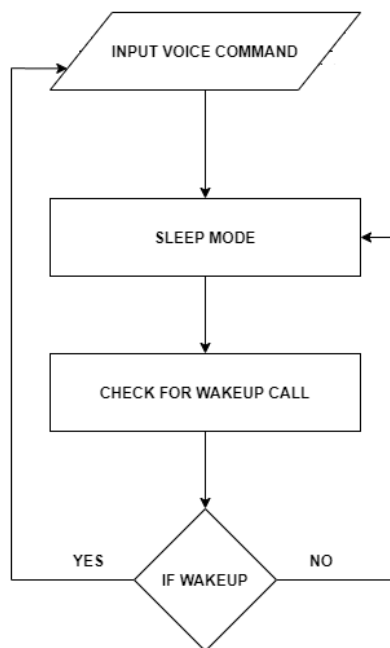 INPUT VOICE COMMAND
SLEEP MODE
CHECK FOR WAKEUP CALL
YES
IF WAKEUP
NO